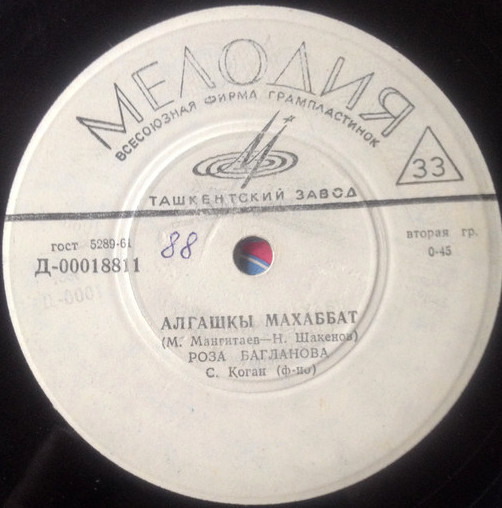 МЕЛОДИЯ
ВСЕСОЮЗНАЯ ФИРМА ГРАМПЛАСТИНОК
33
ТАШКЕНТСКИЙ ЗАВОД
гост 5289-61
Д-00018811
88
вторая гр.
0-45
АЛГАШКЫ МАХАББАТ
(М. Мангитаев—Н. Шакенов)
РОЗА БАГЛАНОВА
С. Коган (ф-но)